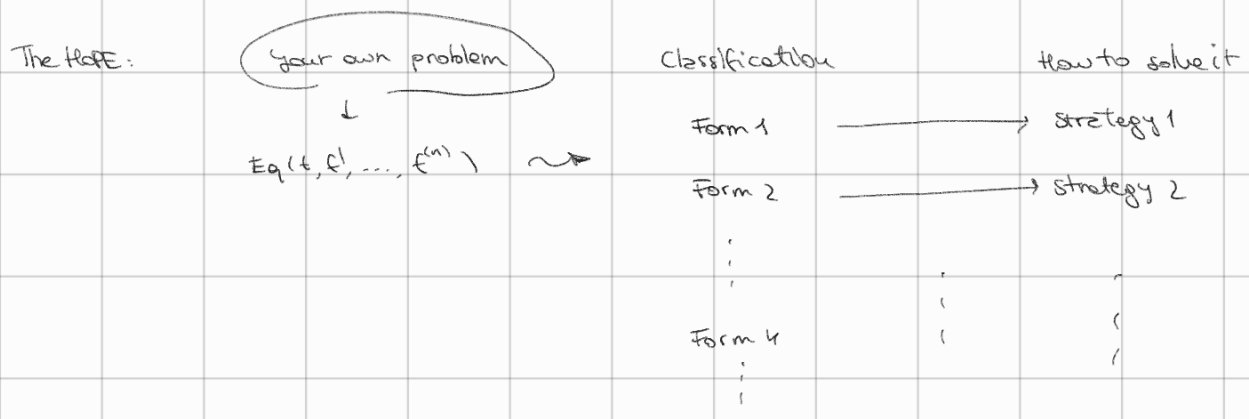 The HOPE: your own problem Classification How to solve it
↓
Form 1 → strategy 1
Eq(t, f', ..., f⁽ⁿ⁾) ⇝
Form 2 → strategy 2
⋮
Form 4
⋮